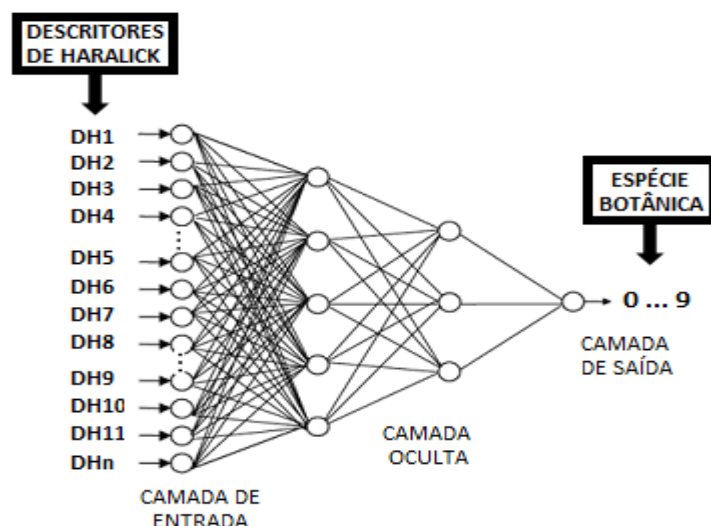 DESCRITORES
DE HARALICK
DH1
DH2
DH3
DH4
DH5
DH6
DH7
DH8
DH9
DH10
DH11
DHn
CAMADA DE
ENTRADA
CAMADA
OCULTA
ESPÉCIE
BOTÂNICA
0 ... 9
CAMADA
DE SAÍDA